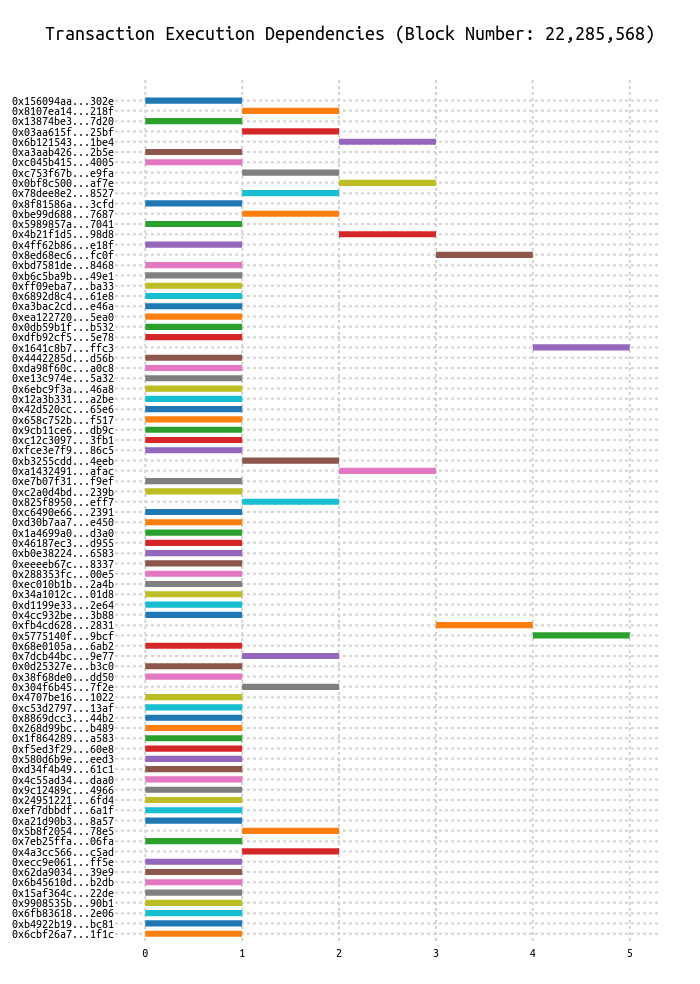 Transaction Execution Dependencies (Block Number: 22,285,568)
0x156094aa...302e
0x8107ea14...218f
0x13874be3...7d20
0x03aa615f...25bf
0x6b121543...1be4
0xa3aab426...2b5e
0xc045b415...4005
0xc753f67b...e9fa
0x0bf8c500...af7e
0x78dee8e2...8527
0x8f81586a...3cfd
0xbe99d688...7687
0x5989857a...7041
0x4b21f1d5...98d8
0x4ff62b86...e18f
0x8ed68ec6...fc0f
0xbd7581de...8468
0xb6c5ba9b...49e1
0xff09eba7...ba33
0x6892d8c4...61e8
0xa3bac2cd...e46a
0xea122720...5ea0
0x0db59b1f...b532
0xdfb92cf5...5e78
0x1641c8b7...ffc3
0x4442285d...d56b
0xda98f60c...a0c8
0xe13c974e...5a32
0x6ebc9f3a...46a8
0x12a3b331...a2be
0x42d520cc...65e6
0x658c752b...f517
0x9cb11ce6...db9c
0xc12c3097...3fb1
0xfce3e7f9...86c5
0xb3255cdd...4eeb
0xa1432491...afac
0xe7b07f31...f9ef
0xc2a0d4bd...239b
0x825f8950...eff7
0xc6490e66...2391
0xd30b7aa7...e450
0x1a4699a0...d3a0
0x46187ec3...d955
0xb0e38224...6583
0xeeeeb67c...8337
0x288353fc...00e5
0xec010b1b...2a4b
0x34a1012c...01d8
0xd1199e33...2e64
0x4cc932be...3b88
0xfb4cd628...2831
0x5775140f...9bcf
0x68e0105a...6ab2
0x7dcb44bc...9e77
0x0d25327e...b3c0
0x38f68de0...dd50
0x304f6b45...7f2e
0x4707be16...1022
0xc53d2797...13af
0x8869dcc3...44b2
0x268d99bc...b489
0x1f864289...a583
0xf5ed3f29...60e8
0x580d6b9e...eed3
0xd34f4b49...61c1
0x4c55ad34...daa0
0x9c12489c...4966
0x24951221...6fd4
0xef7dbbdf...6a1f
0xa21d90b3...8a57
0x5b8f2054...78e5
0x7eb25ffa...06fa
0x4a3cc566...c5ad
0xecc9e061...ff5e
0x62da9034...39e9
0x6b45610d...b2db
0x15af364c...22de
0x9908535b...90b1
0x6fb83618...2e06
0xb4922b19...bc81
0x6cbf26a7...1f1c
0 1 2 3 4 5